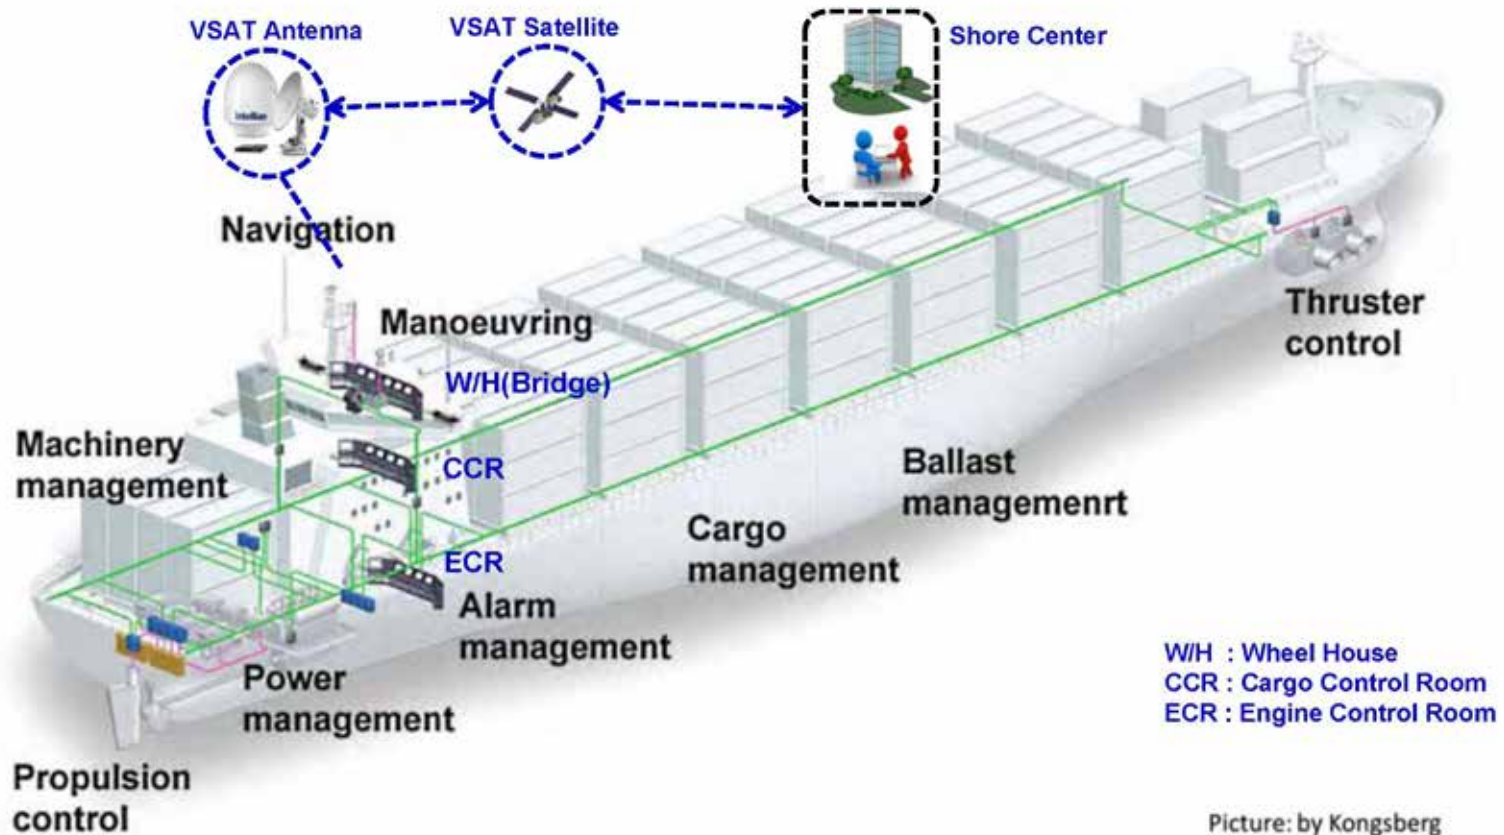 VSAT Antenna
VSAT Satellite
Shore Center
intellian
Navigation
Manoeuvring
W/H(Bridge)
Thruster
control
Machinery
management
CCR
Ballast
managemenrt
Cargo
management
ECR
Alarm
management
Power
management
W/H : Wheel House
CCR : Cargo Control Room
ECR : Engine Control Room
Propulsion
control
Picture: by Kongsberg